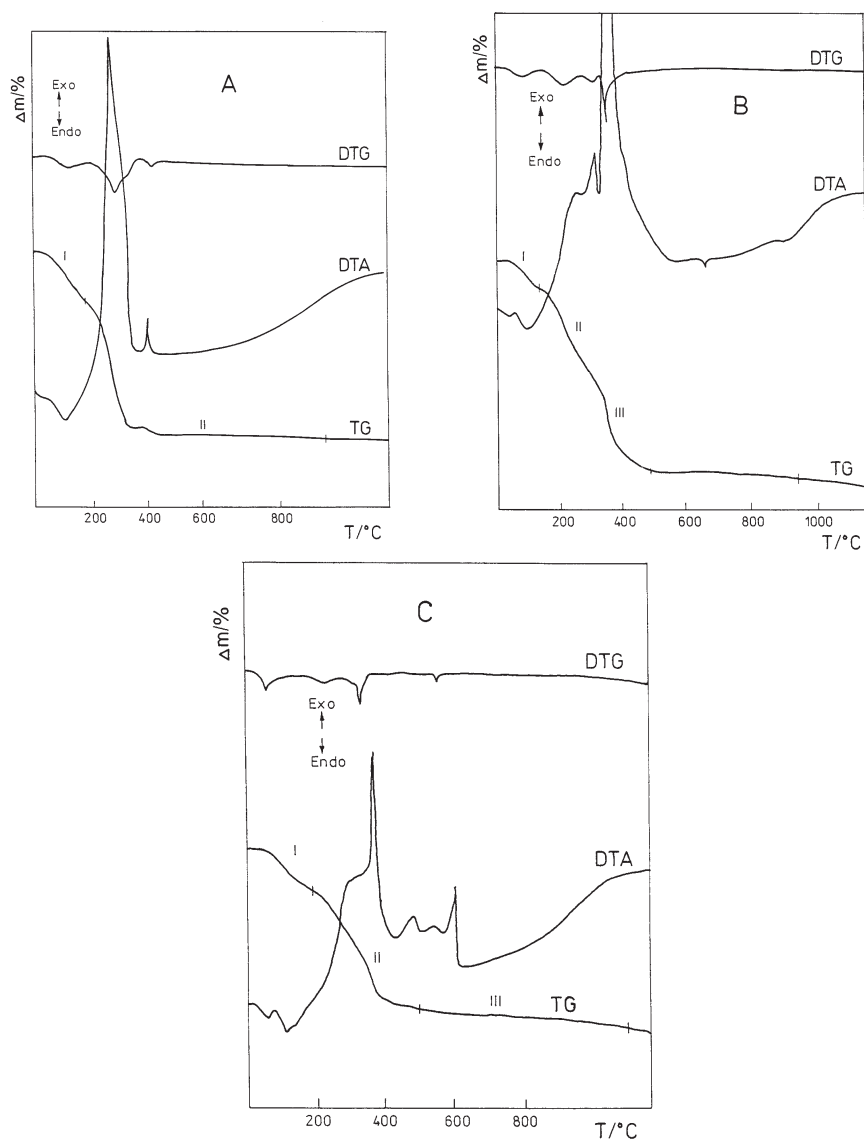 Δm/%
Exo
Endo
A
DTG
I
DTA
II
TG
200 400 600 800
T/°C
Δm/%
Exo
Endo
DTG
B
DTA
I
II
III
TG
200 400 600 800 1000
T/°C
Δm/%
C
DTG
Exo
Endo
I
DTA
II
III
TG
200 400 600 800
T/°C